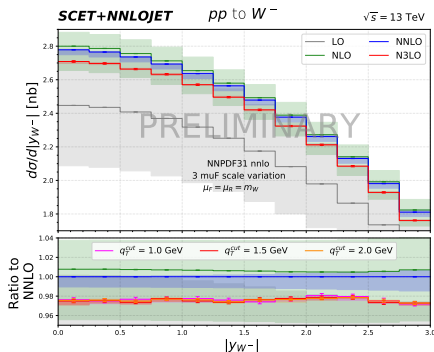 SCET+NNLOJET pp to W⁻ √s = 13 TeV
LO NNLO
NLO N3LO
dσ/d|y_W−| [nb]
2.8
2.6
2.4
2.2
2.0
1.8
PRELIMINARY
NNPDF31 nnlo
3 muF scale variation
μ_F = μ_R = m_W
Ratio to
NNLO
1.04
1.02
1.00
0.98
0.96
q_T^cut = 1.0 GeV q_T^cut = 1.5 GeV q_T^cut = 2.0 GeV
0.0 0.5 1.0 1.5 2.0 2.5 3.0
|y_W−|